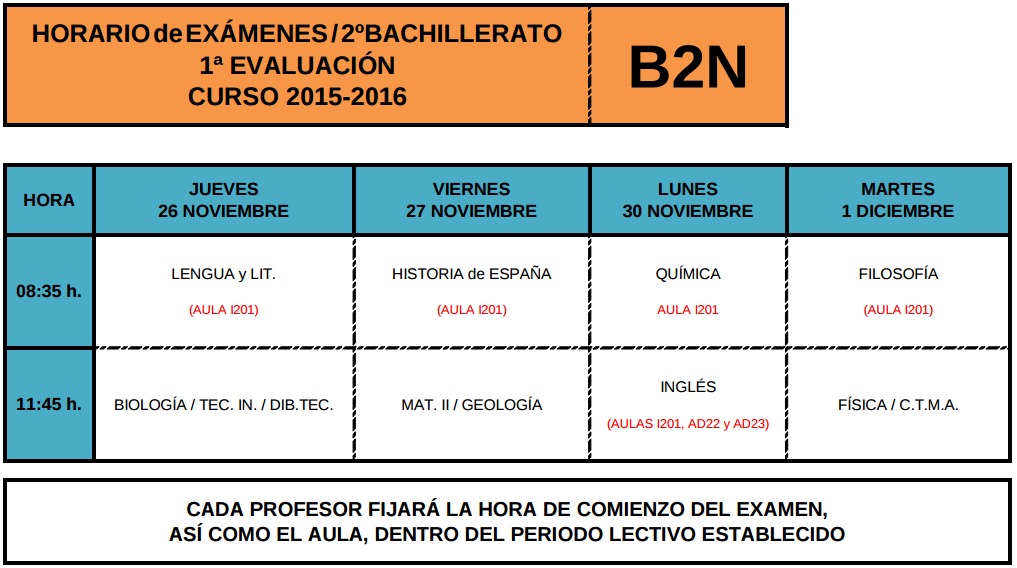 HORARIO de EXÁMENES / 2ºBACHILLERATO
1ª EVALUACIÓN
CURSO 2015-2016
B2N
HORA
JUEVES
26 NOVIEMBRE
VIERNES
27 NOVIEMBRE
LUNES
30 NOVIEMBRE
MARTES
1 DICIEMBRE
08:35 h.
LENGUA y LIT.
(AULA I201)
HISTORIA de ESPAÑA
(AULA I201)
QUÍMICA
AULA I201
FILOSOFÍA
(AULA I201)
11:45 h.
BIOLOGÍA / TEC. IN. / DIB.TEC.
MAT. II / GEOLOGÍA
INGLÉS
(AULAS I201, AD22 y AD23)
FÍSICA / C.T.M.A.
CADA PROFESOR FIJARÁ LA HORA DE COMIENZO DEL EXAMEN,
ASÍ COMO EL AULA, DENTRO DEL PERIODO LECTIVO ESTABLECIDO